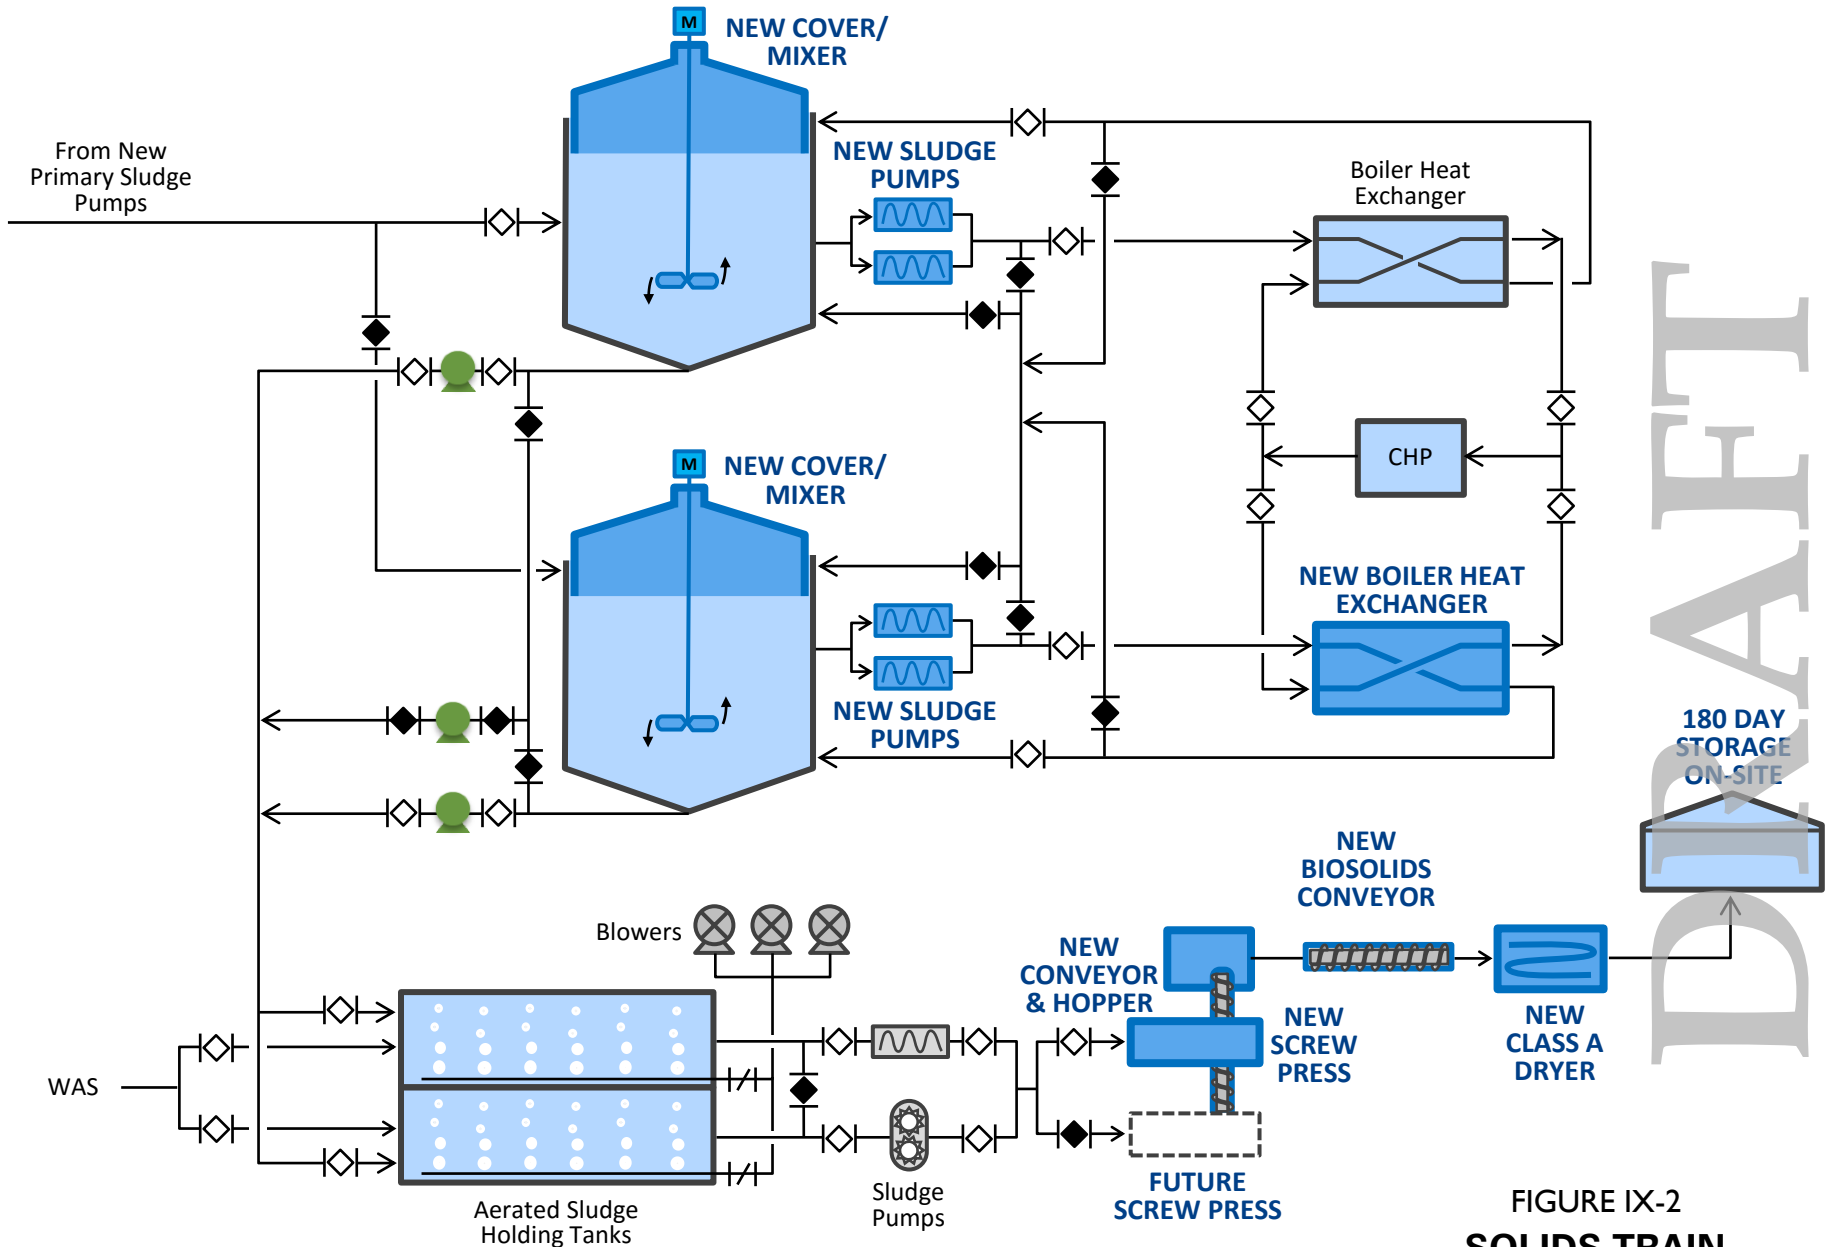 M
NEW COVER/
MIXER
From New
Primary Sludge
Pumps
NEW SLUDGE
PUMPS
Boiler Heat
Exchanger
M
NEW COVER/
MIXER
CHP
NEW BOILER HEAT
EXCHANGER
NEW SLUDGE
PUMPS
180 DAY
STORAGE
ON-SITE
DRAFT
NEW
BIOSOLIDS
CONVEYOR
Blowers
NEW
CONVEYOR
& HOPPER
NEW
SCREW
PRESS
NEW
CLASS A
DRYER
WAS
Aerated Sludge
Holding Tanks
Sludge
Pumps
FUTURE
SCREW PRESS
FIGURE IX-2
SOLIDS TRAIN